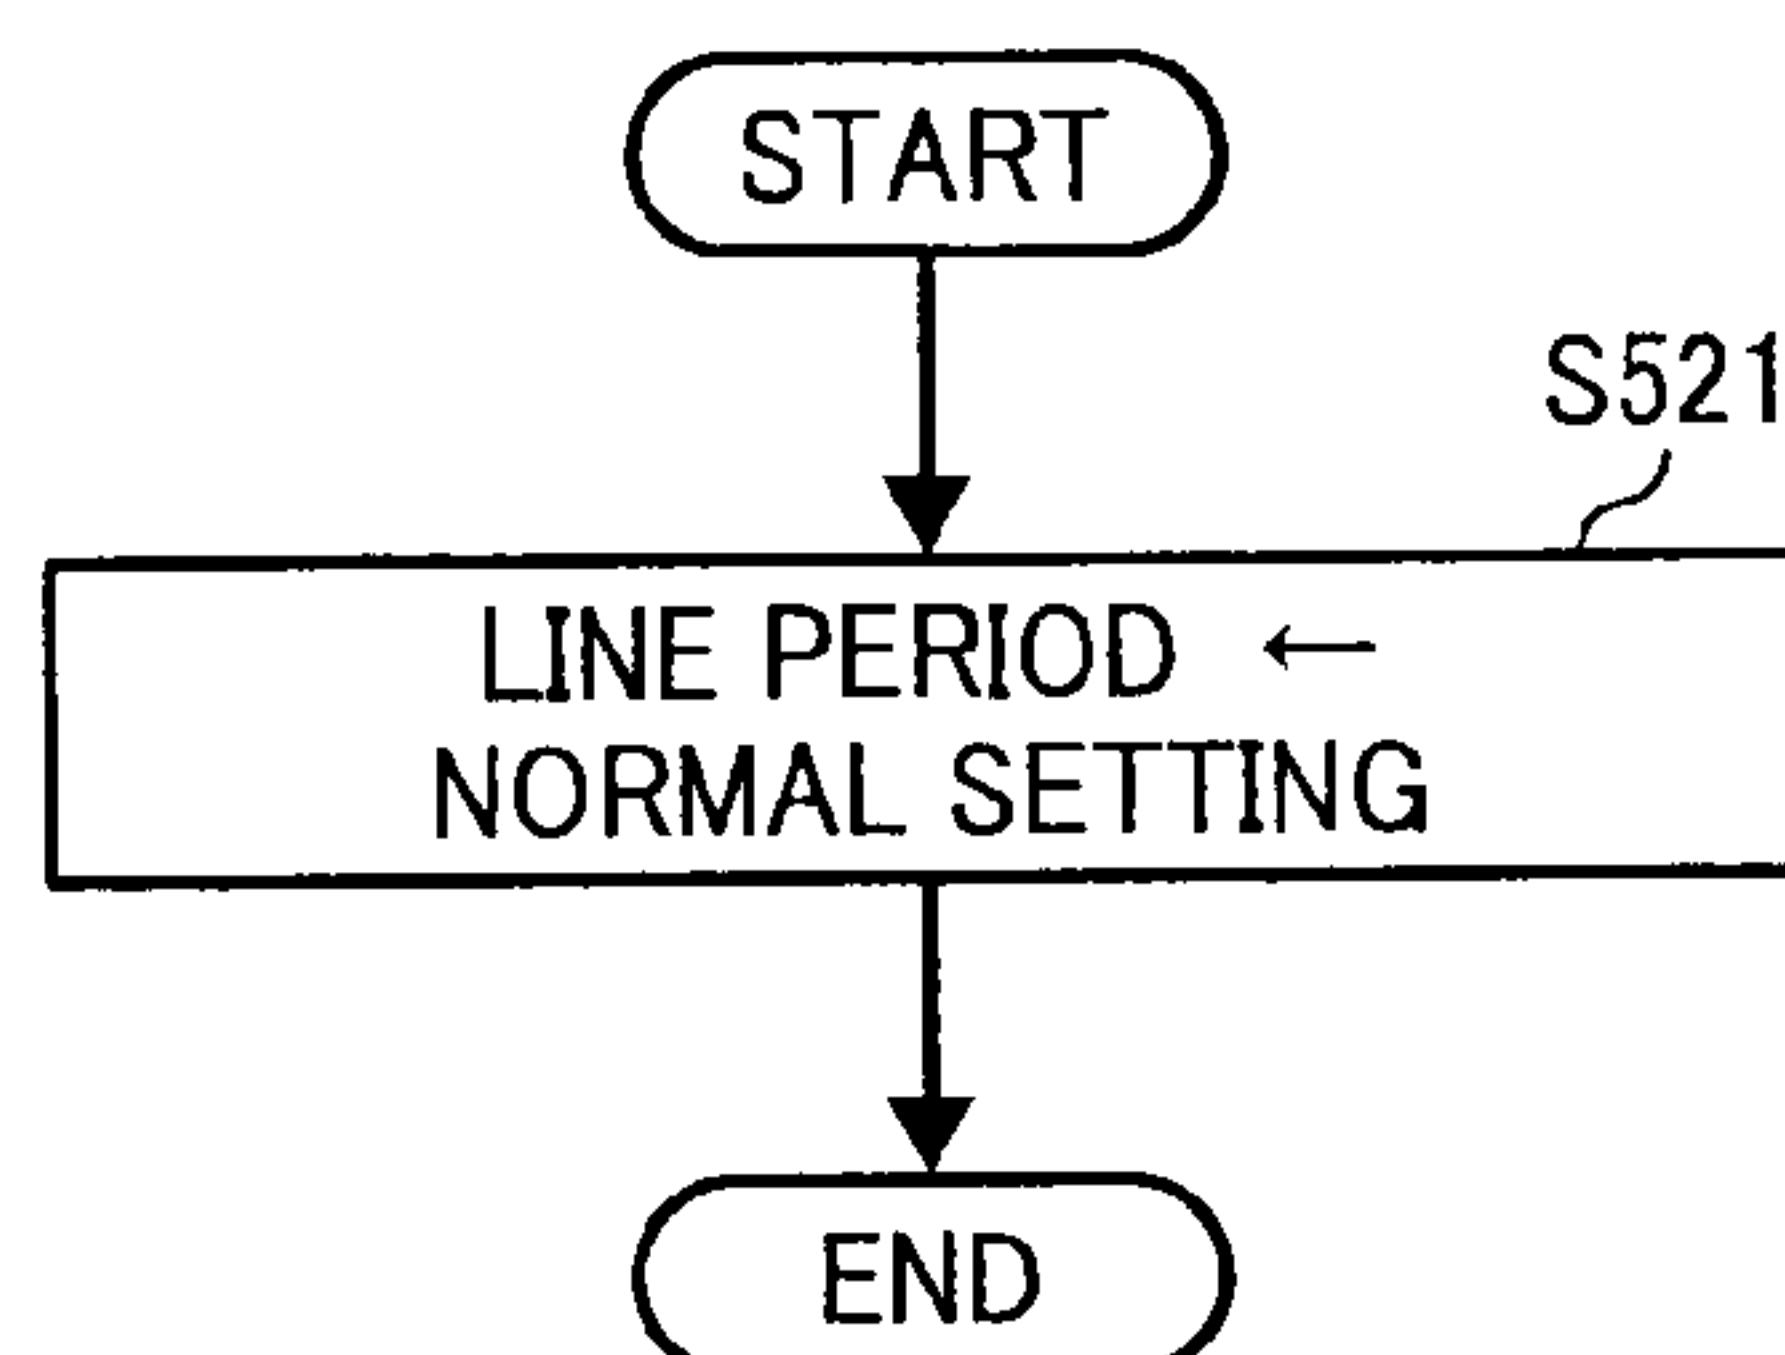 START
S521
LINE PERIOD ←
NORMAL SETTING
END